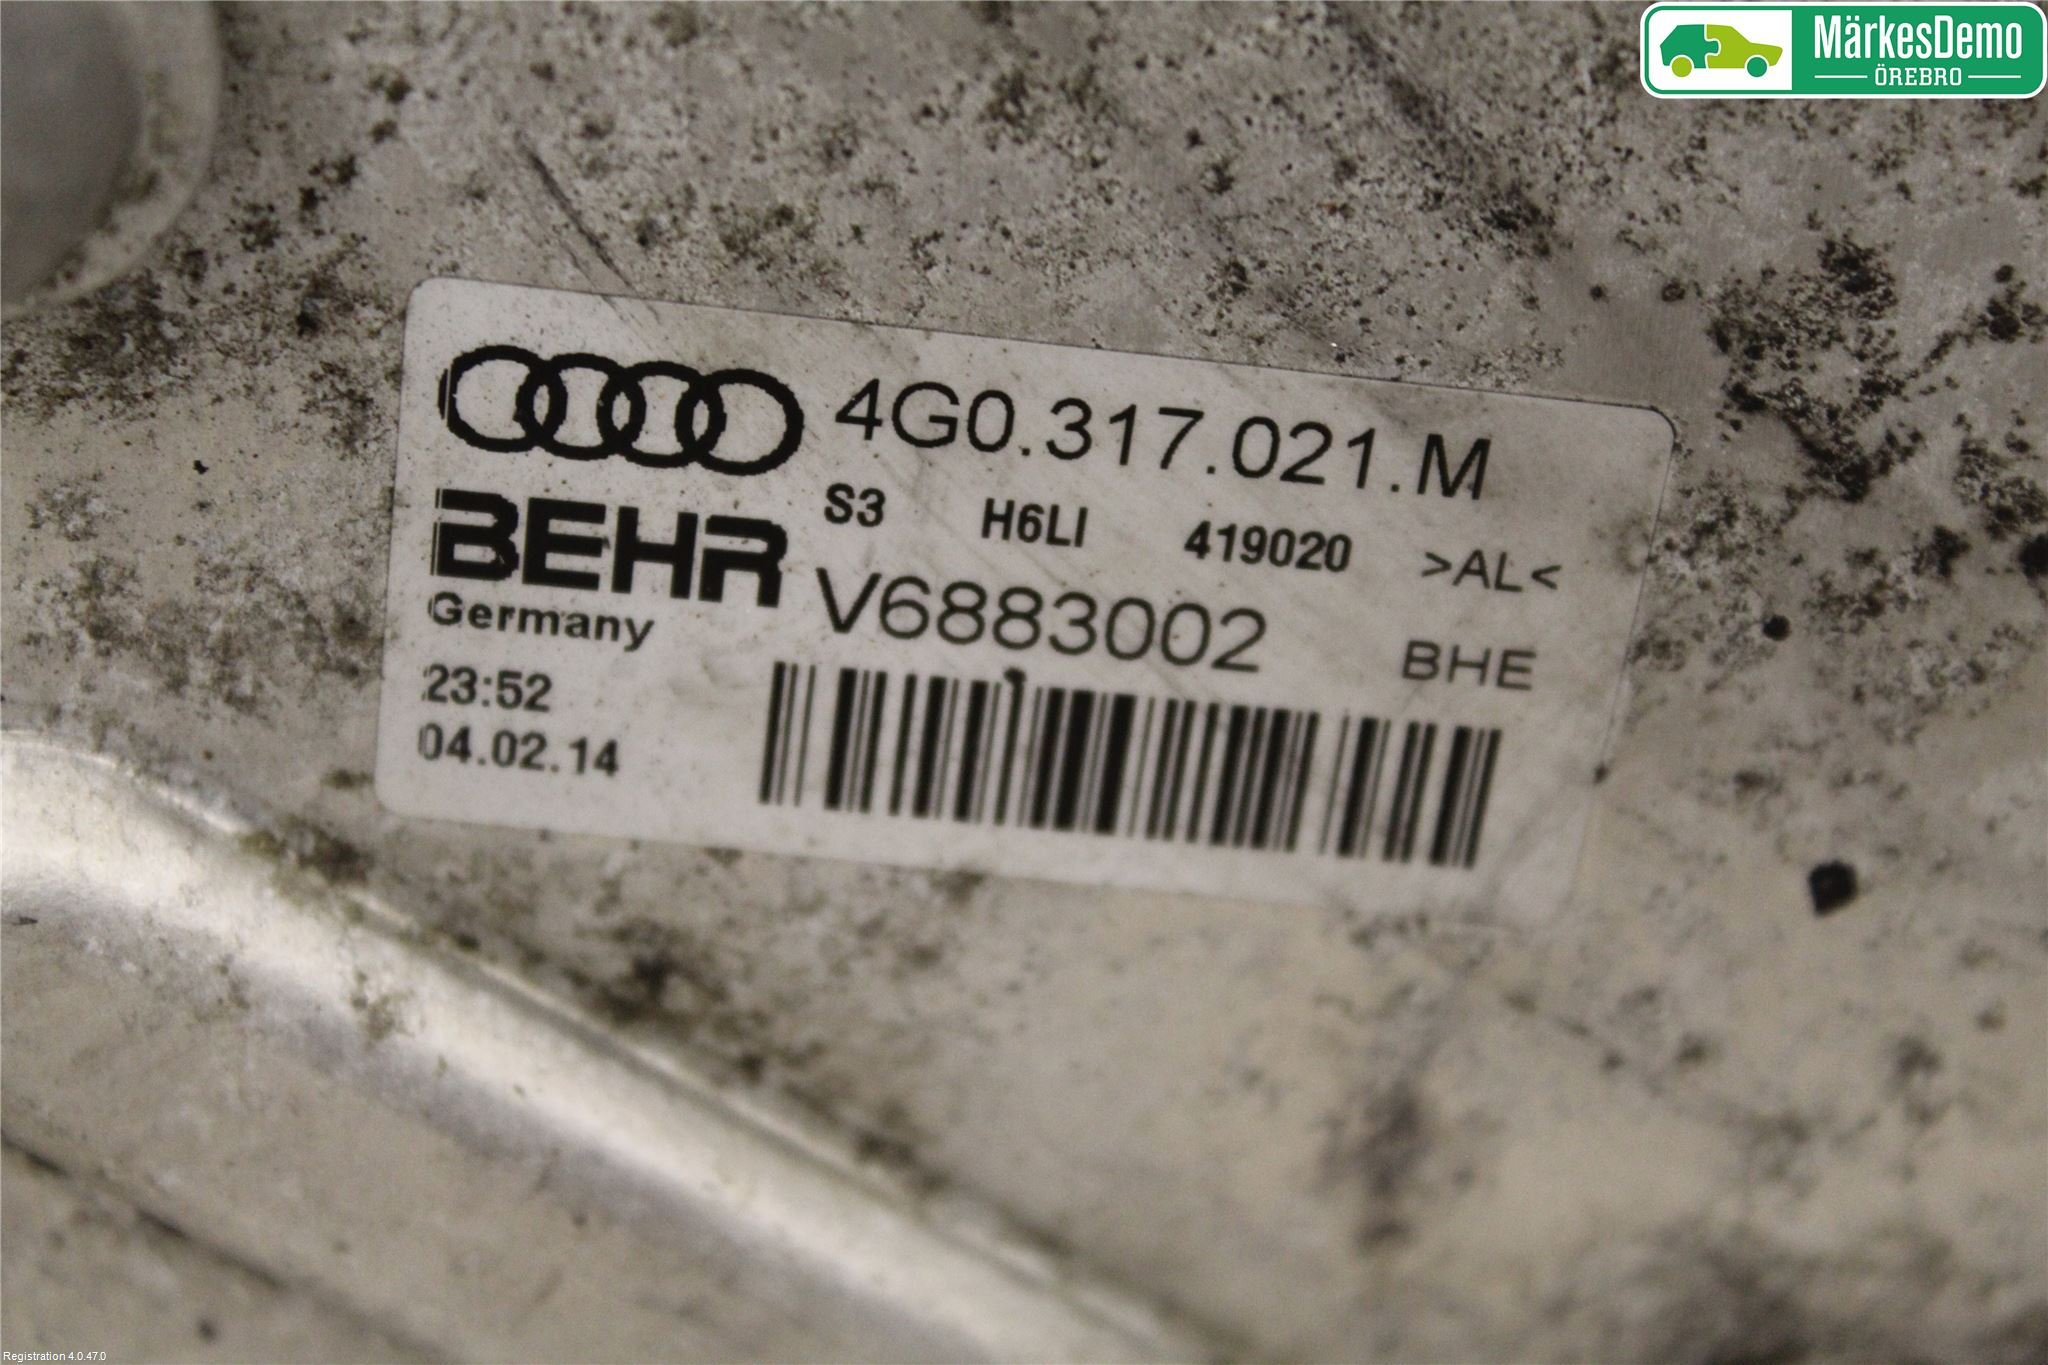 MärkesDemo
ÖREBRO
4G0.317.021.M
S3 H6LI 419020 >AL<
BEHR V6883002 BHE
Germany
23:52
04.02.14
Registration 4.0.47.0